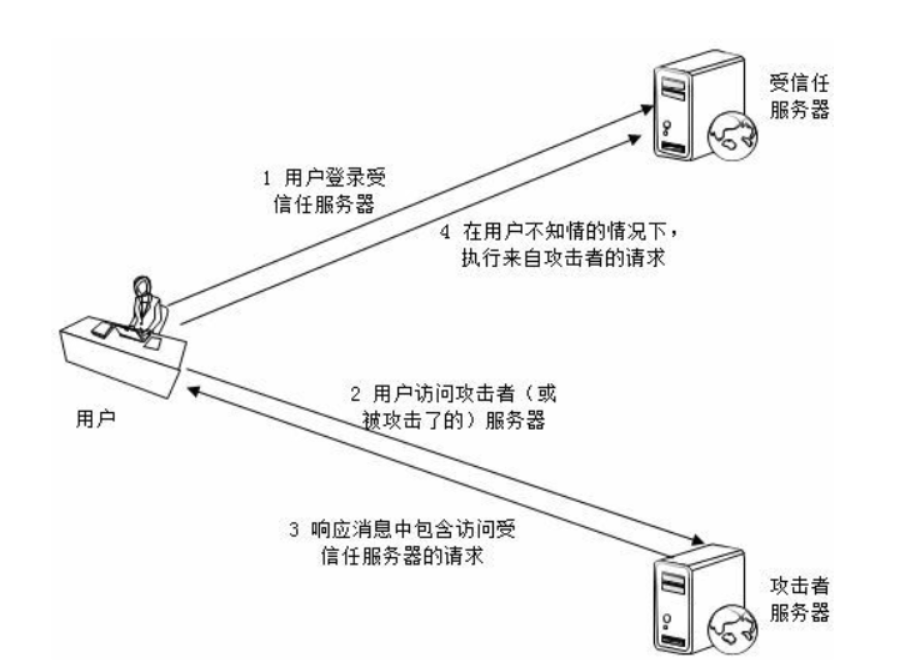 受信任
服务器
1 用户登录受
信任服务器
4 在用户不知情的情况下，
执行来自攻击者的请求
2 用户访问攻击者（或
被攻击了的）服务器
用户
3 响应消息中包含访问受
信任服务器的请求
攻击者
服务器